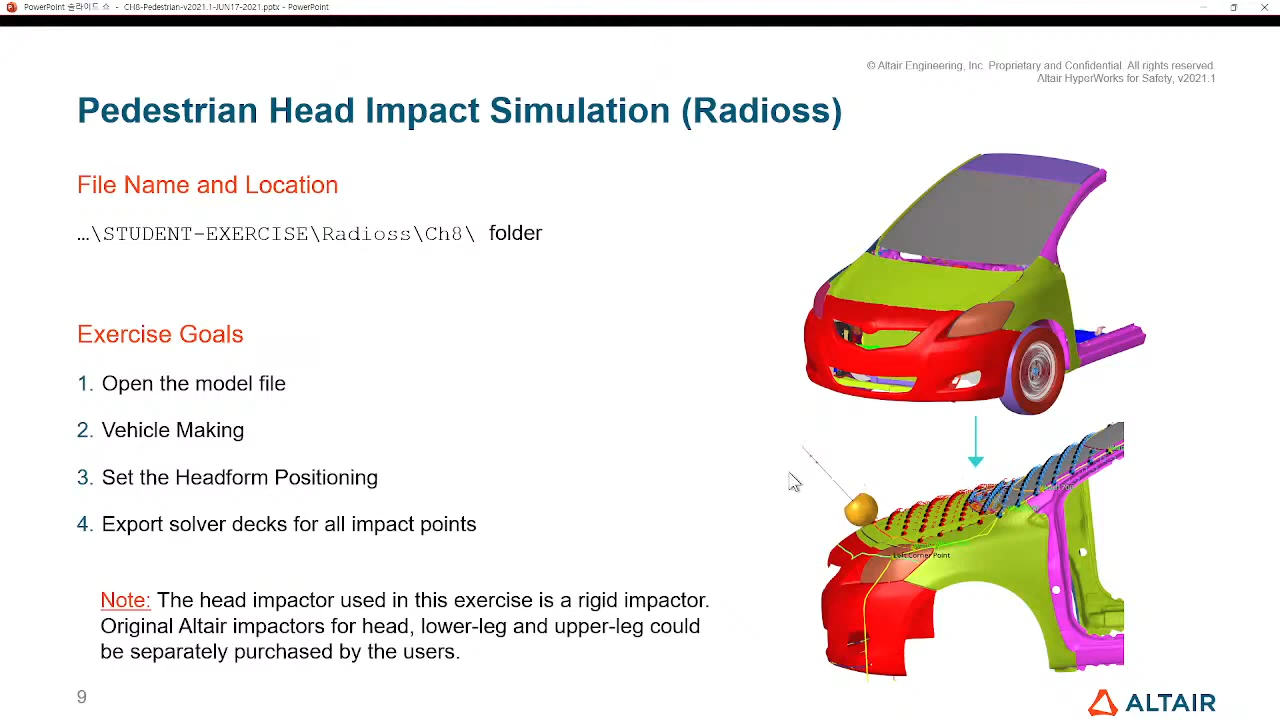 PowerPoint 슬라이드 쇼 - CH8-Pedestrian-v2021.1-JUN17-2021.pptx - PowerPoint
© Altair Engineering, Inc. Proprietary and Confidential. All rights reserved.
Altair HyperWorks for Safety, v2021.1
Pedestrian Head Impact Simulation (Radioss)
File Name and Location
…\STUDENT-EXERCISE\Radioss\Ch8\ folder
Exercise Goals
1. Open the model file
2. Vehicle Making
3. Set the Headform Positioning
4. Export solver decks for all impact points
Left Corner Point
Note: The head impactor used in this exercise is a rigid impactor.
Original Altair impactors for head, lower-leg and upper-leg could
be separately purchased by the users.
9
ALTAIR